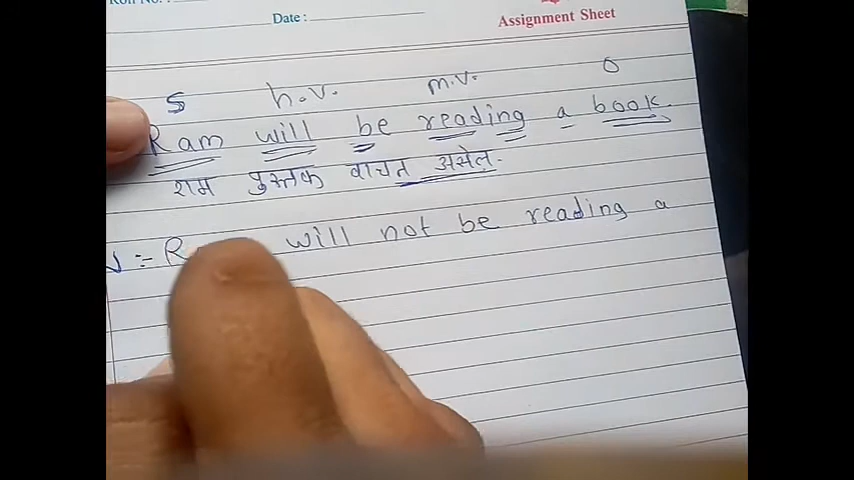 Date :
Assignment Sheet
S h.v. m.v. O
Ram will be reading a book.
राम पुस्तक वाचत असेल.
will not be reading a